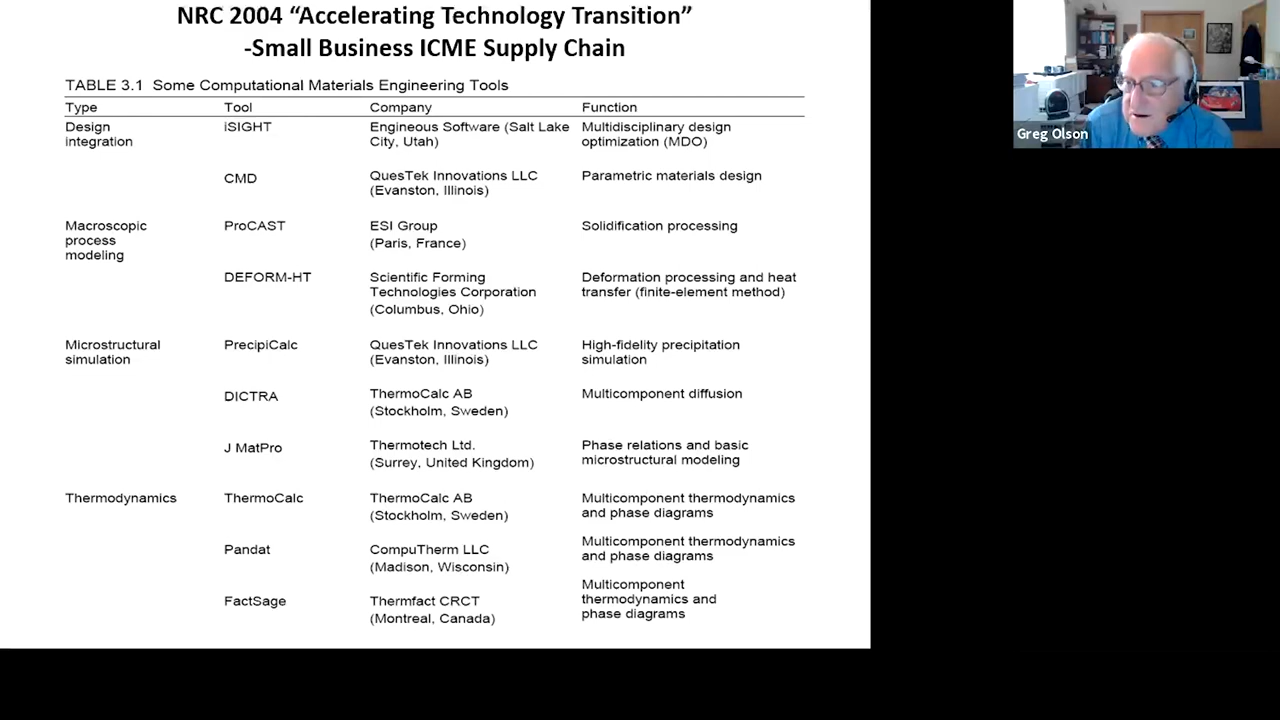 NRC 2004 “Accelerating Technology Transition”
-Small Business ICME Supply Chain
TABLE 3.1 Some Computational Materials Engineering Tools
Type Tool Company Function
Design integration iSIGHT Engineous Software (Salt Lake City, Utah) Multidisciplinary design optimization (MDO)
CMD QuesTek Innovations LLC (Evanston, Illinois) Parametric materials design
Macroscopic process modeling ProCAST ESI Group (Paris, France) Solidification processing
DEFORM-HT Scientific Forming Technologies Corporation (Columbus, Ohio) Deformation processing and heat transfer (finite-element method)
Microstructural simulation PrecipiCalc QuesTek Innovations LLC (Evanston, Illinois) High-fidelity precipitation simulation
DICTRA ThermoCalc AB (Stockholm, Sweden) Multicomponent diffusion
J MatPro Thermotech Ltd. (Surrey, United Kingdom) Phase relations and basic microstructural modeling
Thermodynamics ThermoCalc ThermoCalc AB (Stockholm, Sweden) Multicomponent thermodynamics and phase diagrams
Pandat CompuTherm LLC (Madison, Wisconsin) Multicomponent thermodynamics and phase diagrams
FactSage Thermfact CRCT (Montreal, Canada) Multicomponent thermodynamics and phase diagrams
Greg Olson